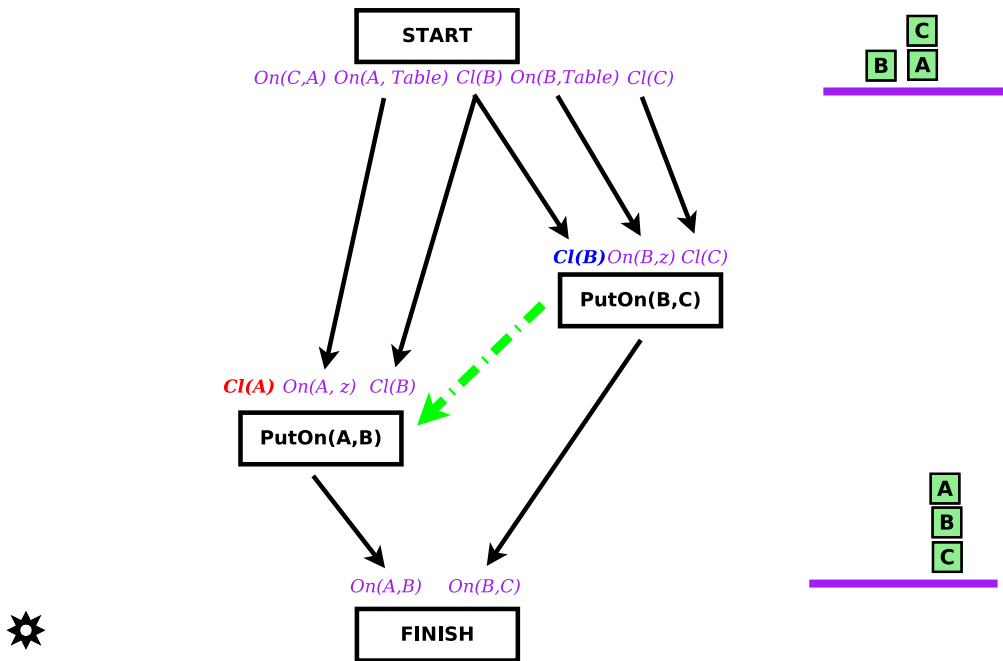 START
On(C,A) On(A, Table) Cl(B) On(B,Table) Cl(C)
C
B A
Cl(B) On(B,z) Cl(C)
PutOn(B,C)
Cl(A) On(A, z) Cl(B)
PutOn(A,B)
A
B
C
On(A,B) On(B,C)
FINISH